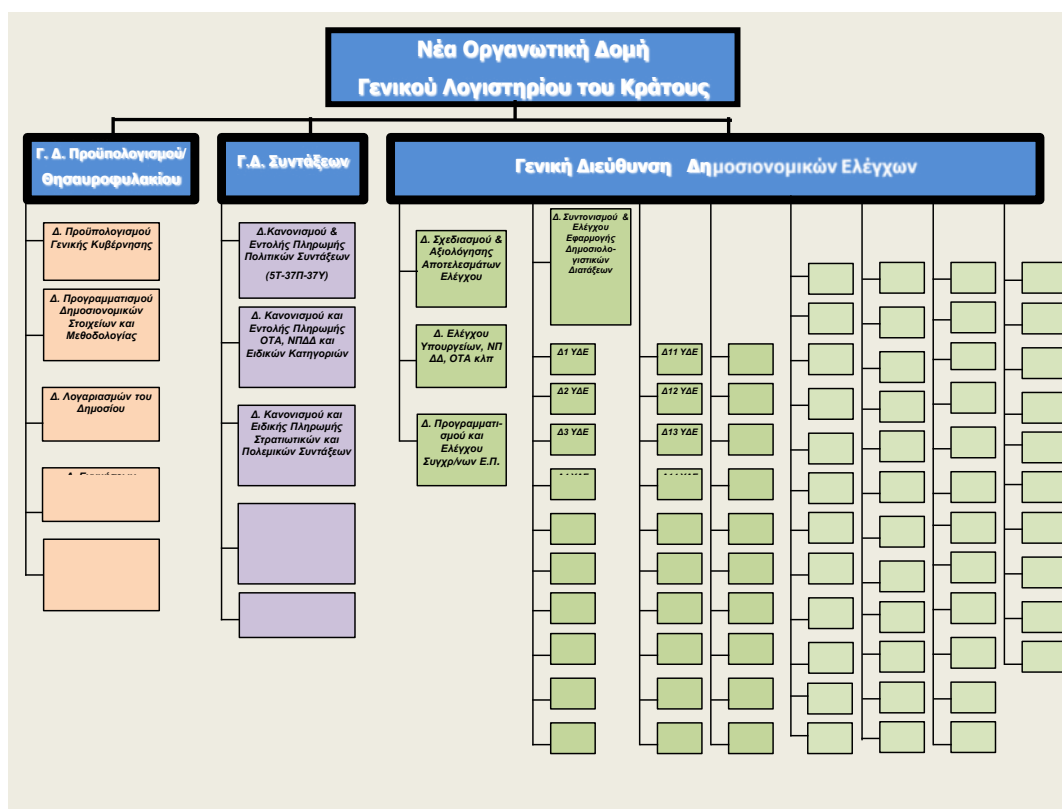 Νέα Οργανωτική Δομή
Γενικού Λογιστηρίου του Κράτους
Γ. Δ. Προϋπολογισμού/
Θησαυροφυλακίου
Γ.Δ. Συντάξεων
Γενική Διεύθυνση Δημοσιονομικών Ελέγχων
Δ. Προϋπολογισμού
Γενικής Κυβέρνησης
Δ. Προγραμματισμού
Δημοσιονομικών
Στοιχείων και
Μεθοδολογίας
Δ. Λογαριασμών του
Δημοσίου
Δ.Κανονισμού &
Εντολής Πληρωμής
Πολιτικών Συντάξεων
(5Τ-37Π-37Υ)
Δ. Κανονισμού και
Εντολής Πληρωμής
ΟΤΑ, ΝΠΔΔ και
Ειδικών Κατηγοριών
Δ. Κανονισμού και
Ειδικής Πληρωμής
Στρατιωτικών και
Πολεμικών Συντάξεων
Δ. Σχεδιασμού &
Αξιολόγησης
Αποτελεσμάτων
Ελέγχου
Δ. Ελέγχου
Υπουργείων, ΝΠ
ΔΔ, ΟΤΑ κλπ
Δ. Προγραμματι-
σμού και
Ελέγχου
Συγχρ/νων Ε.Π.
Δ. Συντονισμού &
Ελέγχου
Εφαρμογής
Δημοσιολο-
γιστικών
Διατάξεων
Δ1 ΥΔΕ
Δ2 ΥΔΕ
Δ3 ΥΔΕ
Δ11 ΥΔΕ
Δ12 ΥΔΕ
Δ13 ΥΔΕ